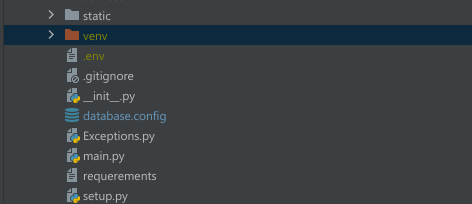 static
venv
.env
.gitignore
__init__.py
database.config
Exceptions.py
main.py
requerements
setup.py